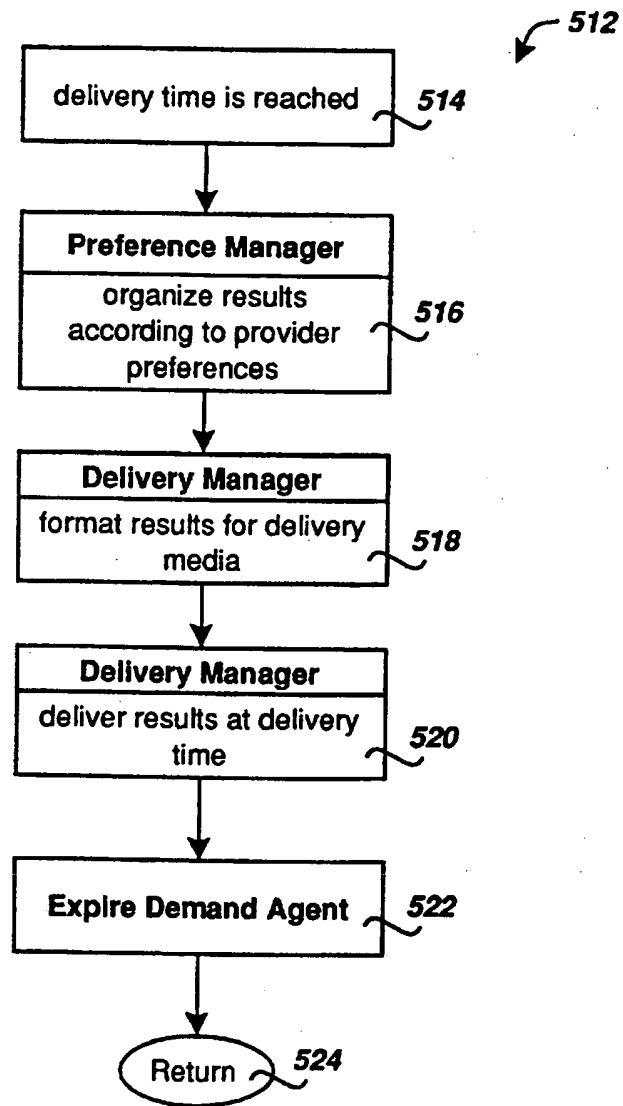 512
delivery time is reached
514
Preference Manager
organize results
according to provider
preferences
516
Delivery Manager
format results for delivery
media
518
Delivery Manager
deliver results at delivery
time
520
Expire Demand Agent
522
Return
524